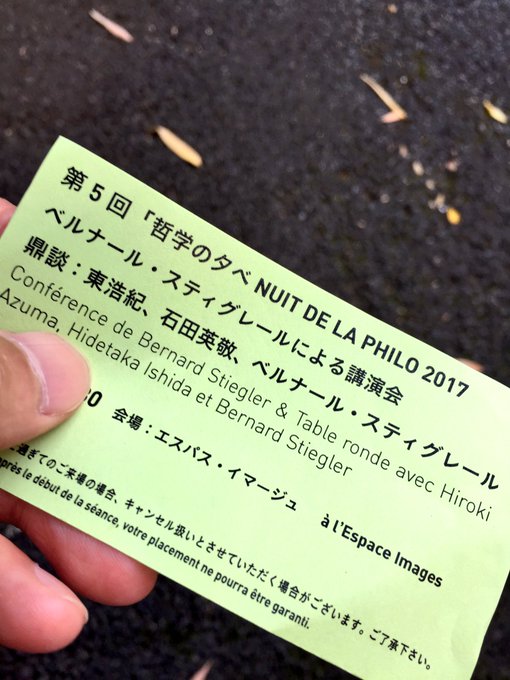 第5回「哲学の夕べ NUIT DE LA PHILO 2017
ベルナール・スティグレールによる講演会
鼎談：東浩紀、石田英敬、ベルナール・スティグレール
Conférence de Bernard Stiegler & Table ronde avec Hiroki
Azuma, Hidetaka Ishida et Bernard Stiegler
会場：エスパス・イマージュ à l'Espace Images
過ぎてのご来場の場合、キャンセル扱いとさせていただく場合がございます。ご了承下さい。
après le début de la séance, votre placement ne pourra être garanti.